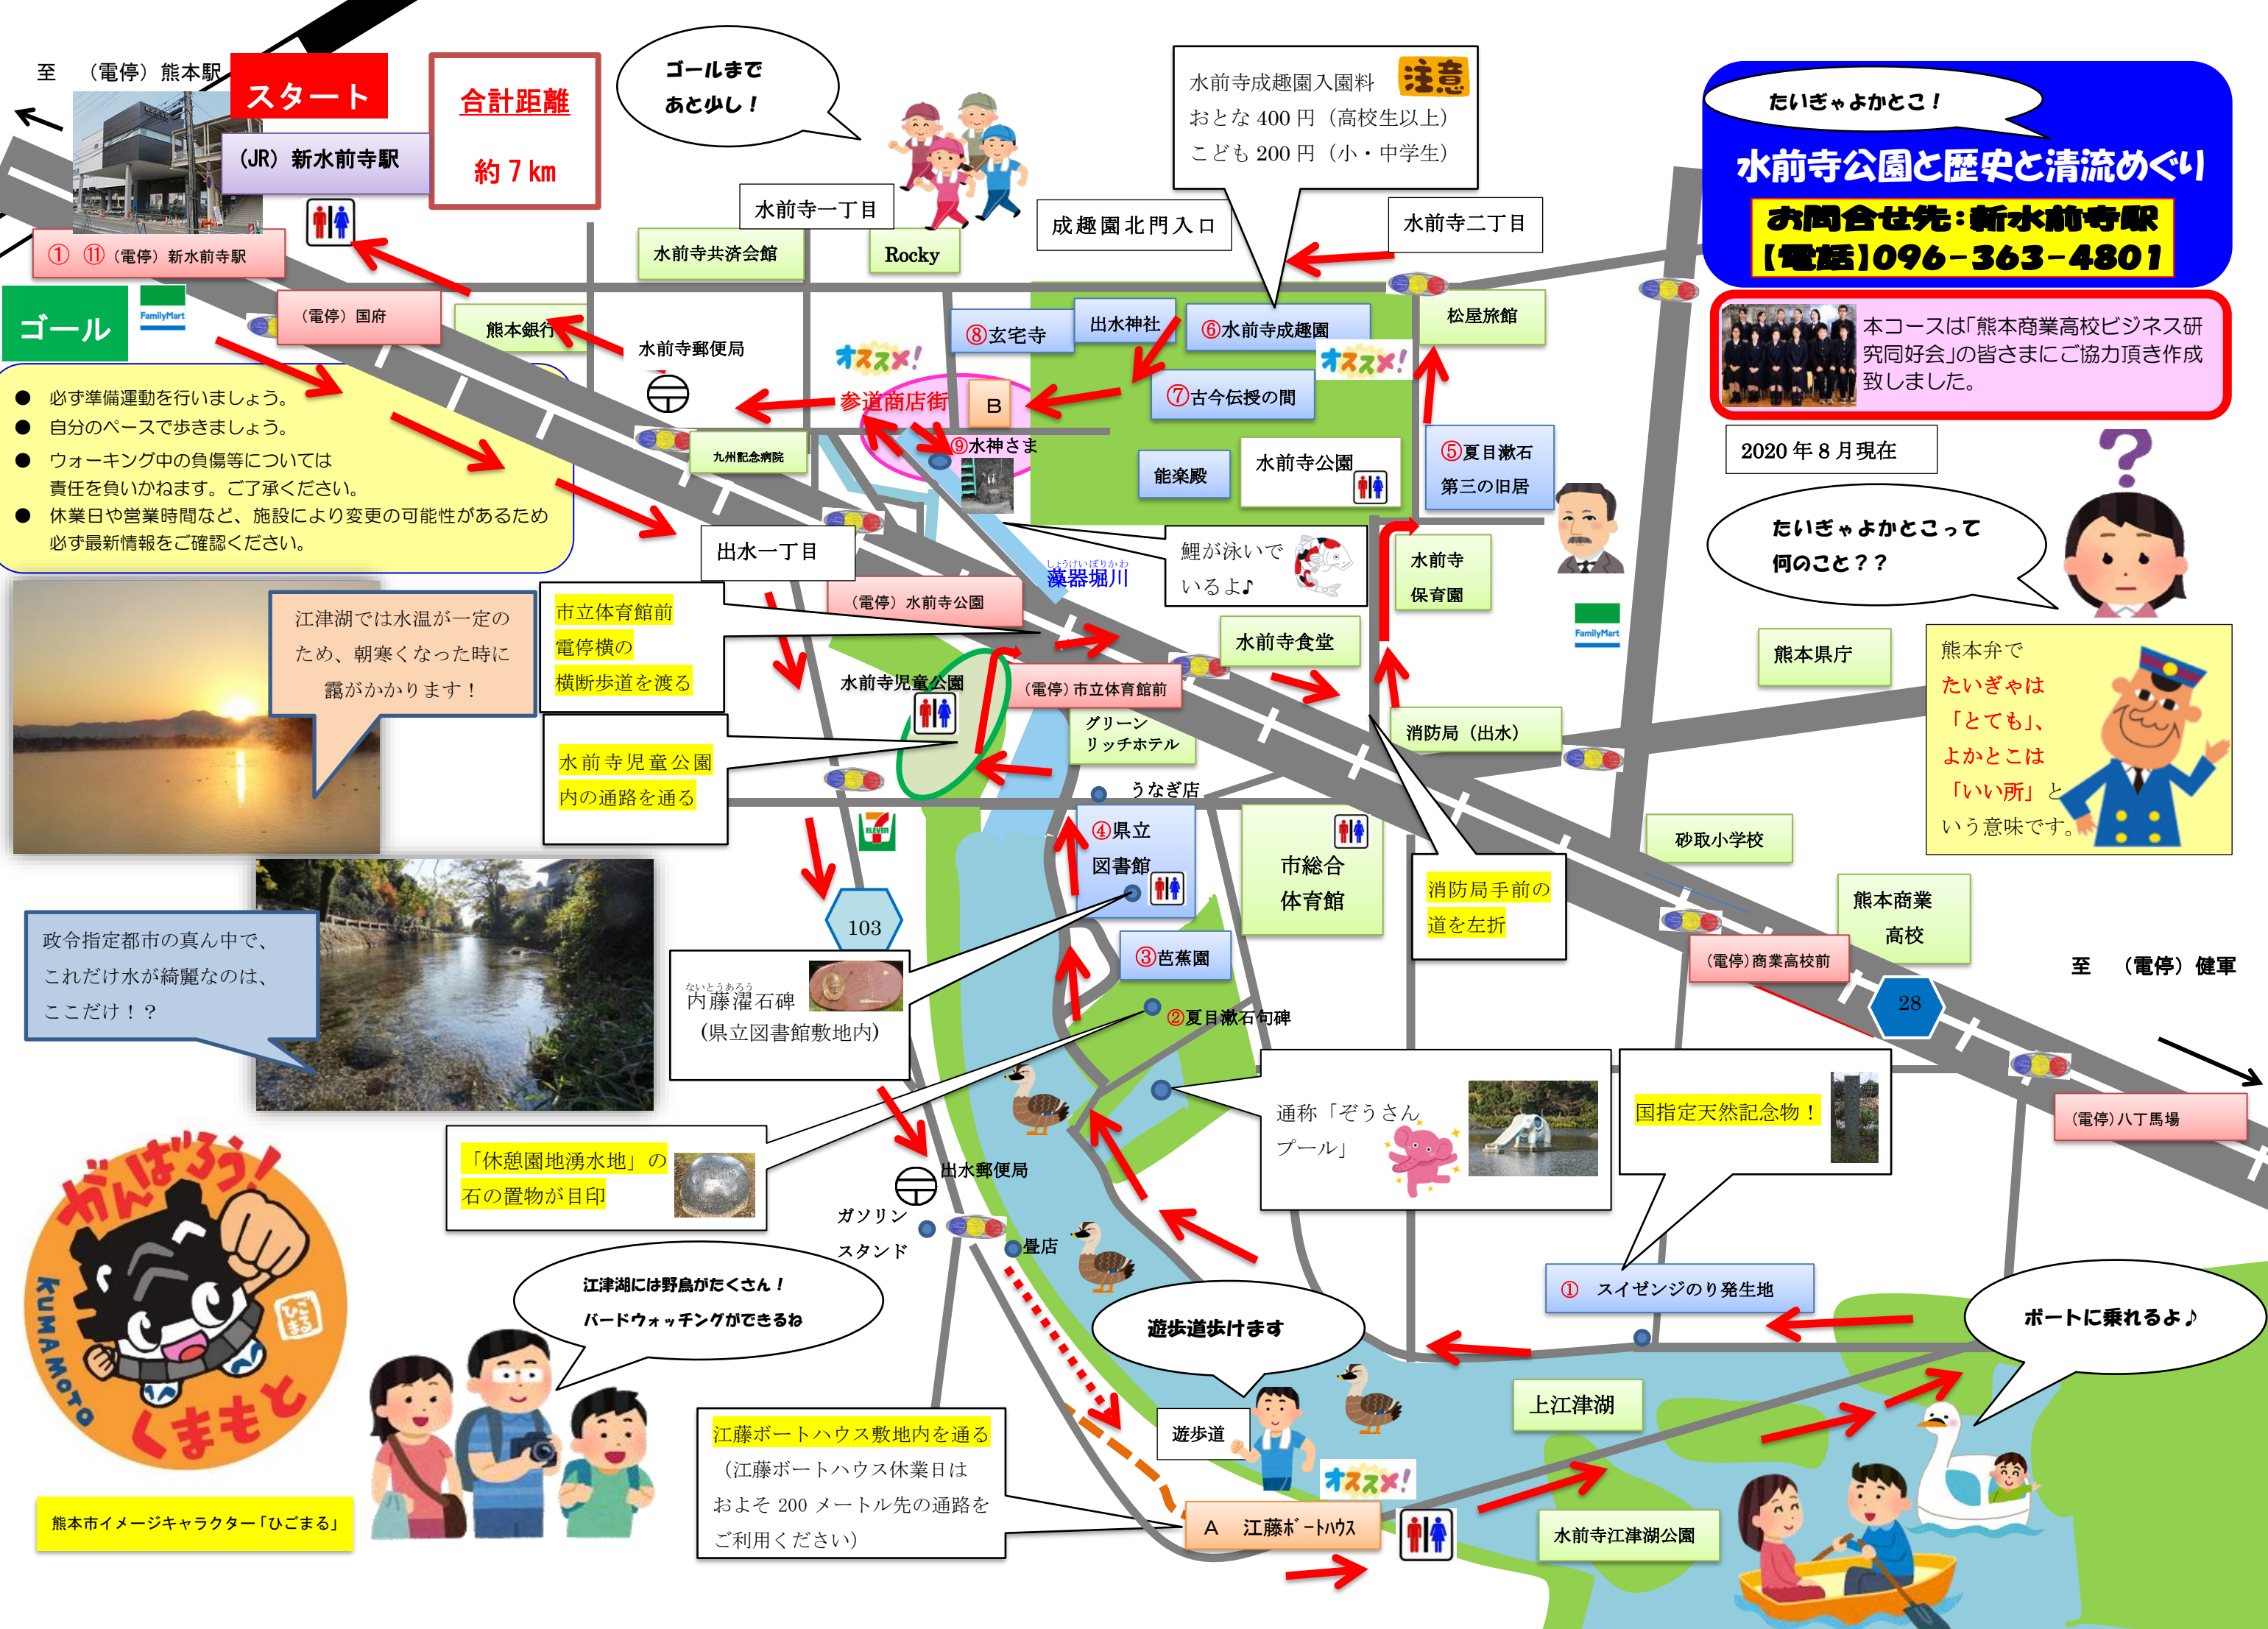 至　（電停）熊本駅
スタート
（JR）新水前寺駅
合計距離
約７km
ゴールまで
あと少し！
水前寺成趣園入園料
注意
おとな 400 円（高校生以上）
こども 200 円（小・中学生）
たいぎゃよかとこ！
水前寺公園と歴史と清流めぐり
お問合せ先：新水前寺駅
【電話】096-363-4801
① ⑪（電停）新水前寺駅
水前寺一丁目
水前寺共済会館
Rocky
成趣園北門入口
水前寺二丁目
ゴール
FamilyMart
（電停）国府
熊本銀行
水前寺郵便局
オススメ！
⑧玄宅寺
出水神社
⑥水前寺成趣園
オススメ！
松屋旅館
本コースは「熊本商業高校ビジネス研
究同好会」の皆さまにご協力頂き作成
致しました。
● 必ず準備運動を行いましょう。
● 自分のペースで歩きましょう。
● ウォーキング中の負傷等については
責任を負いかねます。ご了承ください。
● 休業日や営業時間など、施設により変更の可能性があるため
必ず最新情報をご確認ください。
参道商店街
B
⑦古今伝授の間
九州記念病院
⑨水神さま
能楽殿
水前寺公園
⑤夏目漱石
第三の旧居
2020 年 8 月現在
たいぎゃよかとこって
何のこと？？
出水一丁目
しょうけいぼりかわ
藻器堀川
鯉が泳いで
いるよ♪
水前寺
保育園
FamilyMart
江津湖では水温が一定の
ため、朝寒くなった時に
靄がかかります！
市立体育館前
電停横の
横断歩道を渡る
（電停）水前寺公園
水前寺食堂
熊本県庁
熊本弁で
たいぎゃは
「とても」、
よかとこは
「いい所」と
いう意味です。
水前寺児童公園
（電停）市立体育館前
グリーン
リッチホテル
消防局（出水）
水前寺児童公園
内の通路を通る
うなぎ店
7
ELEVEN
④県立
図書館
市総合
体育館
消防局手前の
道を左折
砂取小学校
熊本商業
高校
103
（電停）商業高校前
至　（電停）健軍
28
政令指定都市の真ん中で、
これだけ水が綺麗なのは、
ここだけ！？
ないとうあろう
内藤濯石碑
（県立図書館敷地内）
③芭蕉園
②夏目漱石句碑
通称「ぞうさん
プール」
国指定天然記念物！
（電停）八丁馬場
「休憩園地湧水地」の
石の置物が目印
出水郵便局
ガソリン
スタンド
畳店
がんばろう！
KUMAMOTO
ひごまる
くまもと
熊本市イメージキャラクター「ひごまる」
江津湖には野鳥がたくさん！
バードウォッチングができるね
遊歩道歩けます
① スイゼンジのり発生地
ボートに乗れるよ♪
江藤ボートハウス敷地内を通る
（江藤ボートハウス休業日は
およそ 200 メートル先の通路を
ご利用ください）
遊歩道
オススメ！
上江津湖
A　江藤ﾎﾞｰﾄﾊｳｽ
水前寺江津湖公園